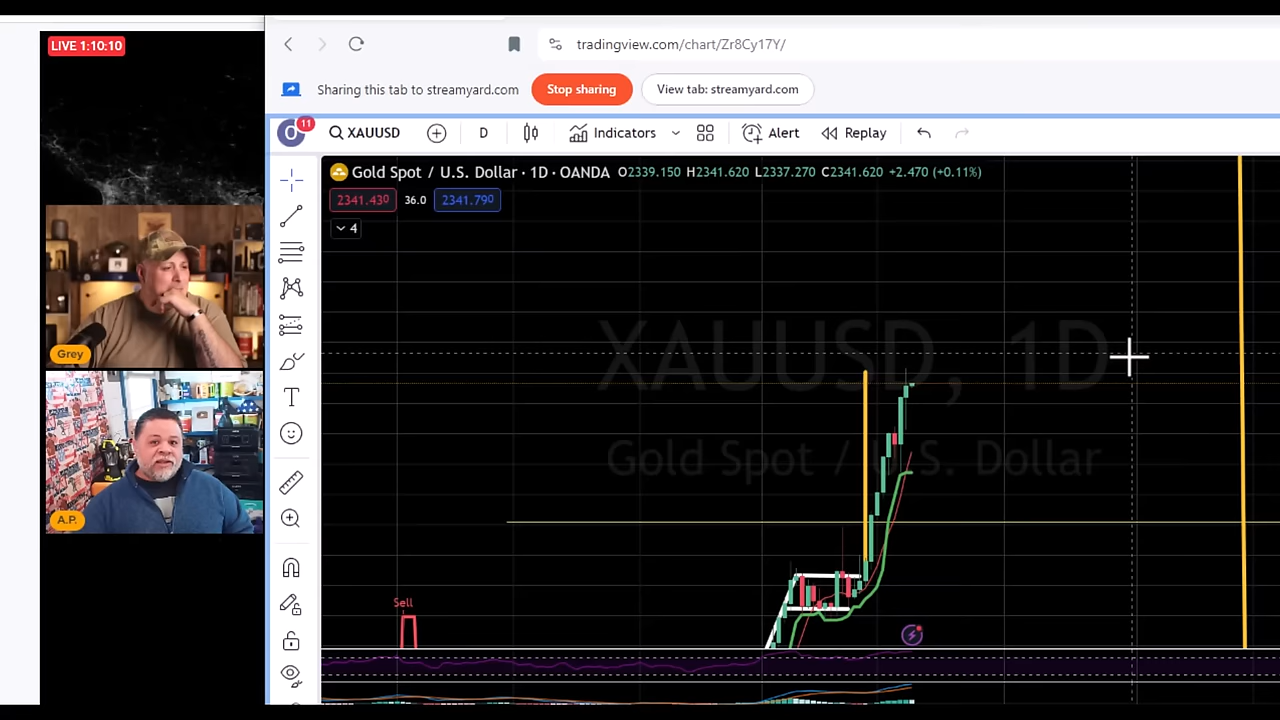 LIVE 1:10:10
Grey
A.P.
tradingview.com/chart/Zr8Cy17Y/
Sharing this tab to streamyard.com
Stop sharing
View tab: streamyard.com
O
11
XAUUSD
D
Indicators
Alert
Replay
Gold Spot / U.S. Dollar · 1D · OANDA O2339.150 H2341.620 L2337.270 C2341.620 +2.470 (+0.11%)
2341.430 36.0 2341.790
4
XAUUSD, 1D
Gold Spot / U.S. Dollar
Sell
T